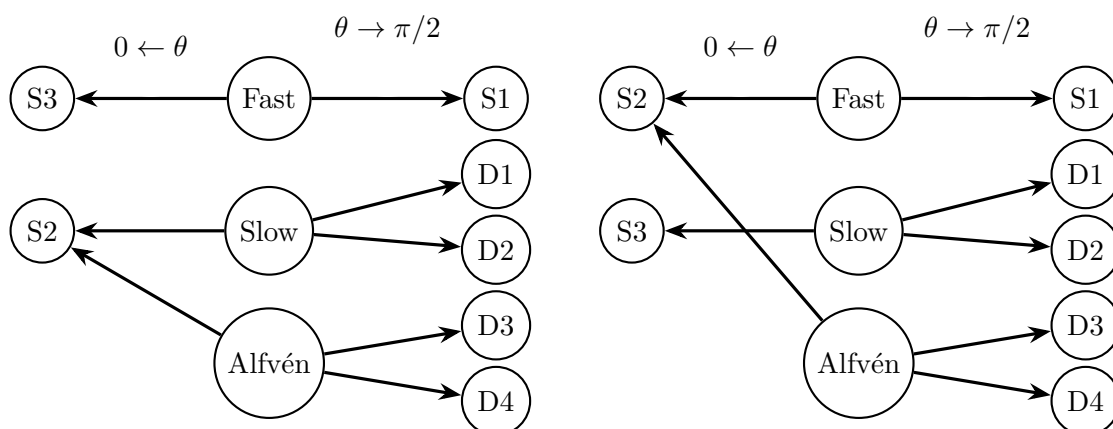 0 ← θ
θ → π/2
S3
Fast
S1
D1
S2
Slow
D2
D3
Alfvén
D4
0 ← θ
θ → π/2
S2
Fast
S1
D1
S3
Slow
D2
D3
Alfvén
D4